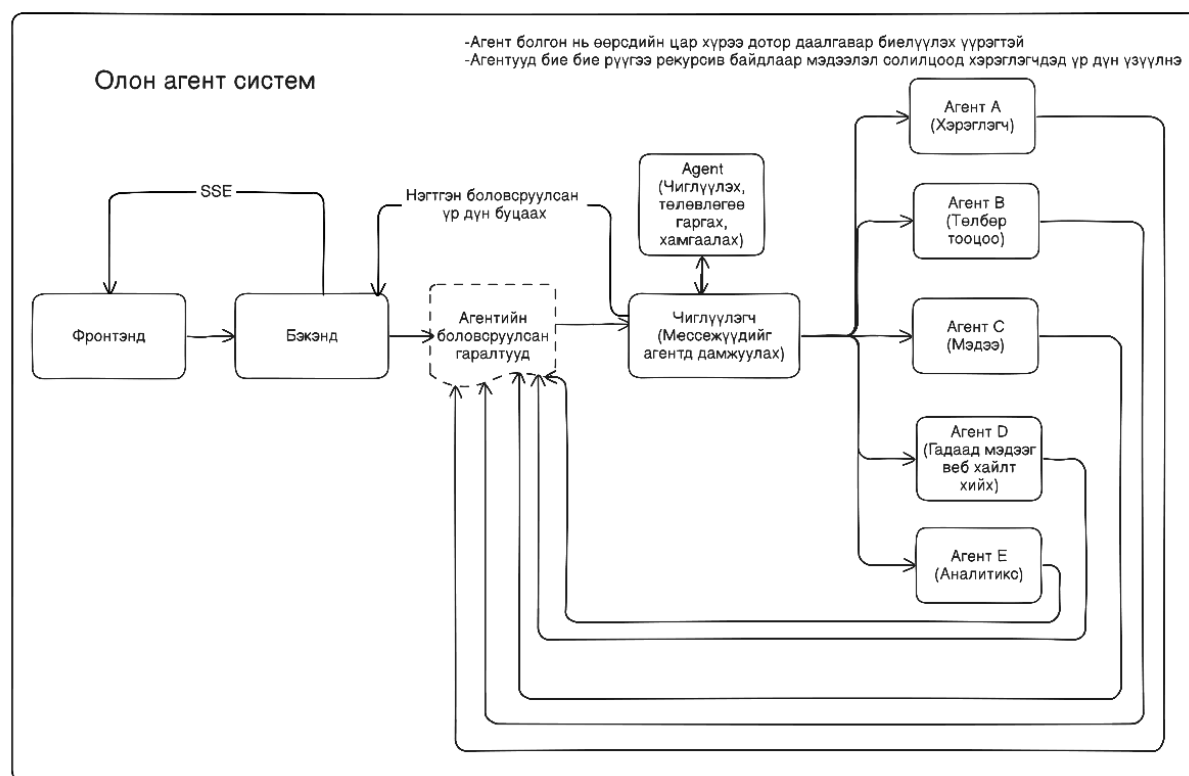 -Агент болгон нь өөрсдийн цар хүрээ дотор даалгавар биелүүлэх үүрэгтэй
-Агентууд бие бие рүүгээ рекурсив байдлаар мэдээлэл солилцоод хэрэглэгчдэд үр дүн үзүүлнэ
Олон агент систем
SSE
Нэгтгэн боловсруулсан
үр дүн буцаах
Agent
(Чиглүүлэх,
төлөвлөгөө
гаргах,
хамгаалах)
Фронтэнд
Бэкэнд
Агентийн
боловсруулсан
гаралтууд
Чиглүүлэгч
(Мессежүүдийг
агентд дамжуулах)
Агент A
(Хэрэглэгч)
Агент B
(Төлбөр
тооцоо)
Агент C
(Мэдээ)
Агент D
(Гадаад мэдээг
веб хайлт
хийх)
Агент E
(Аналитикс)